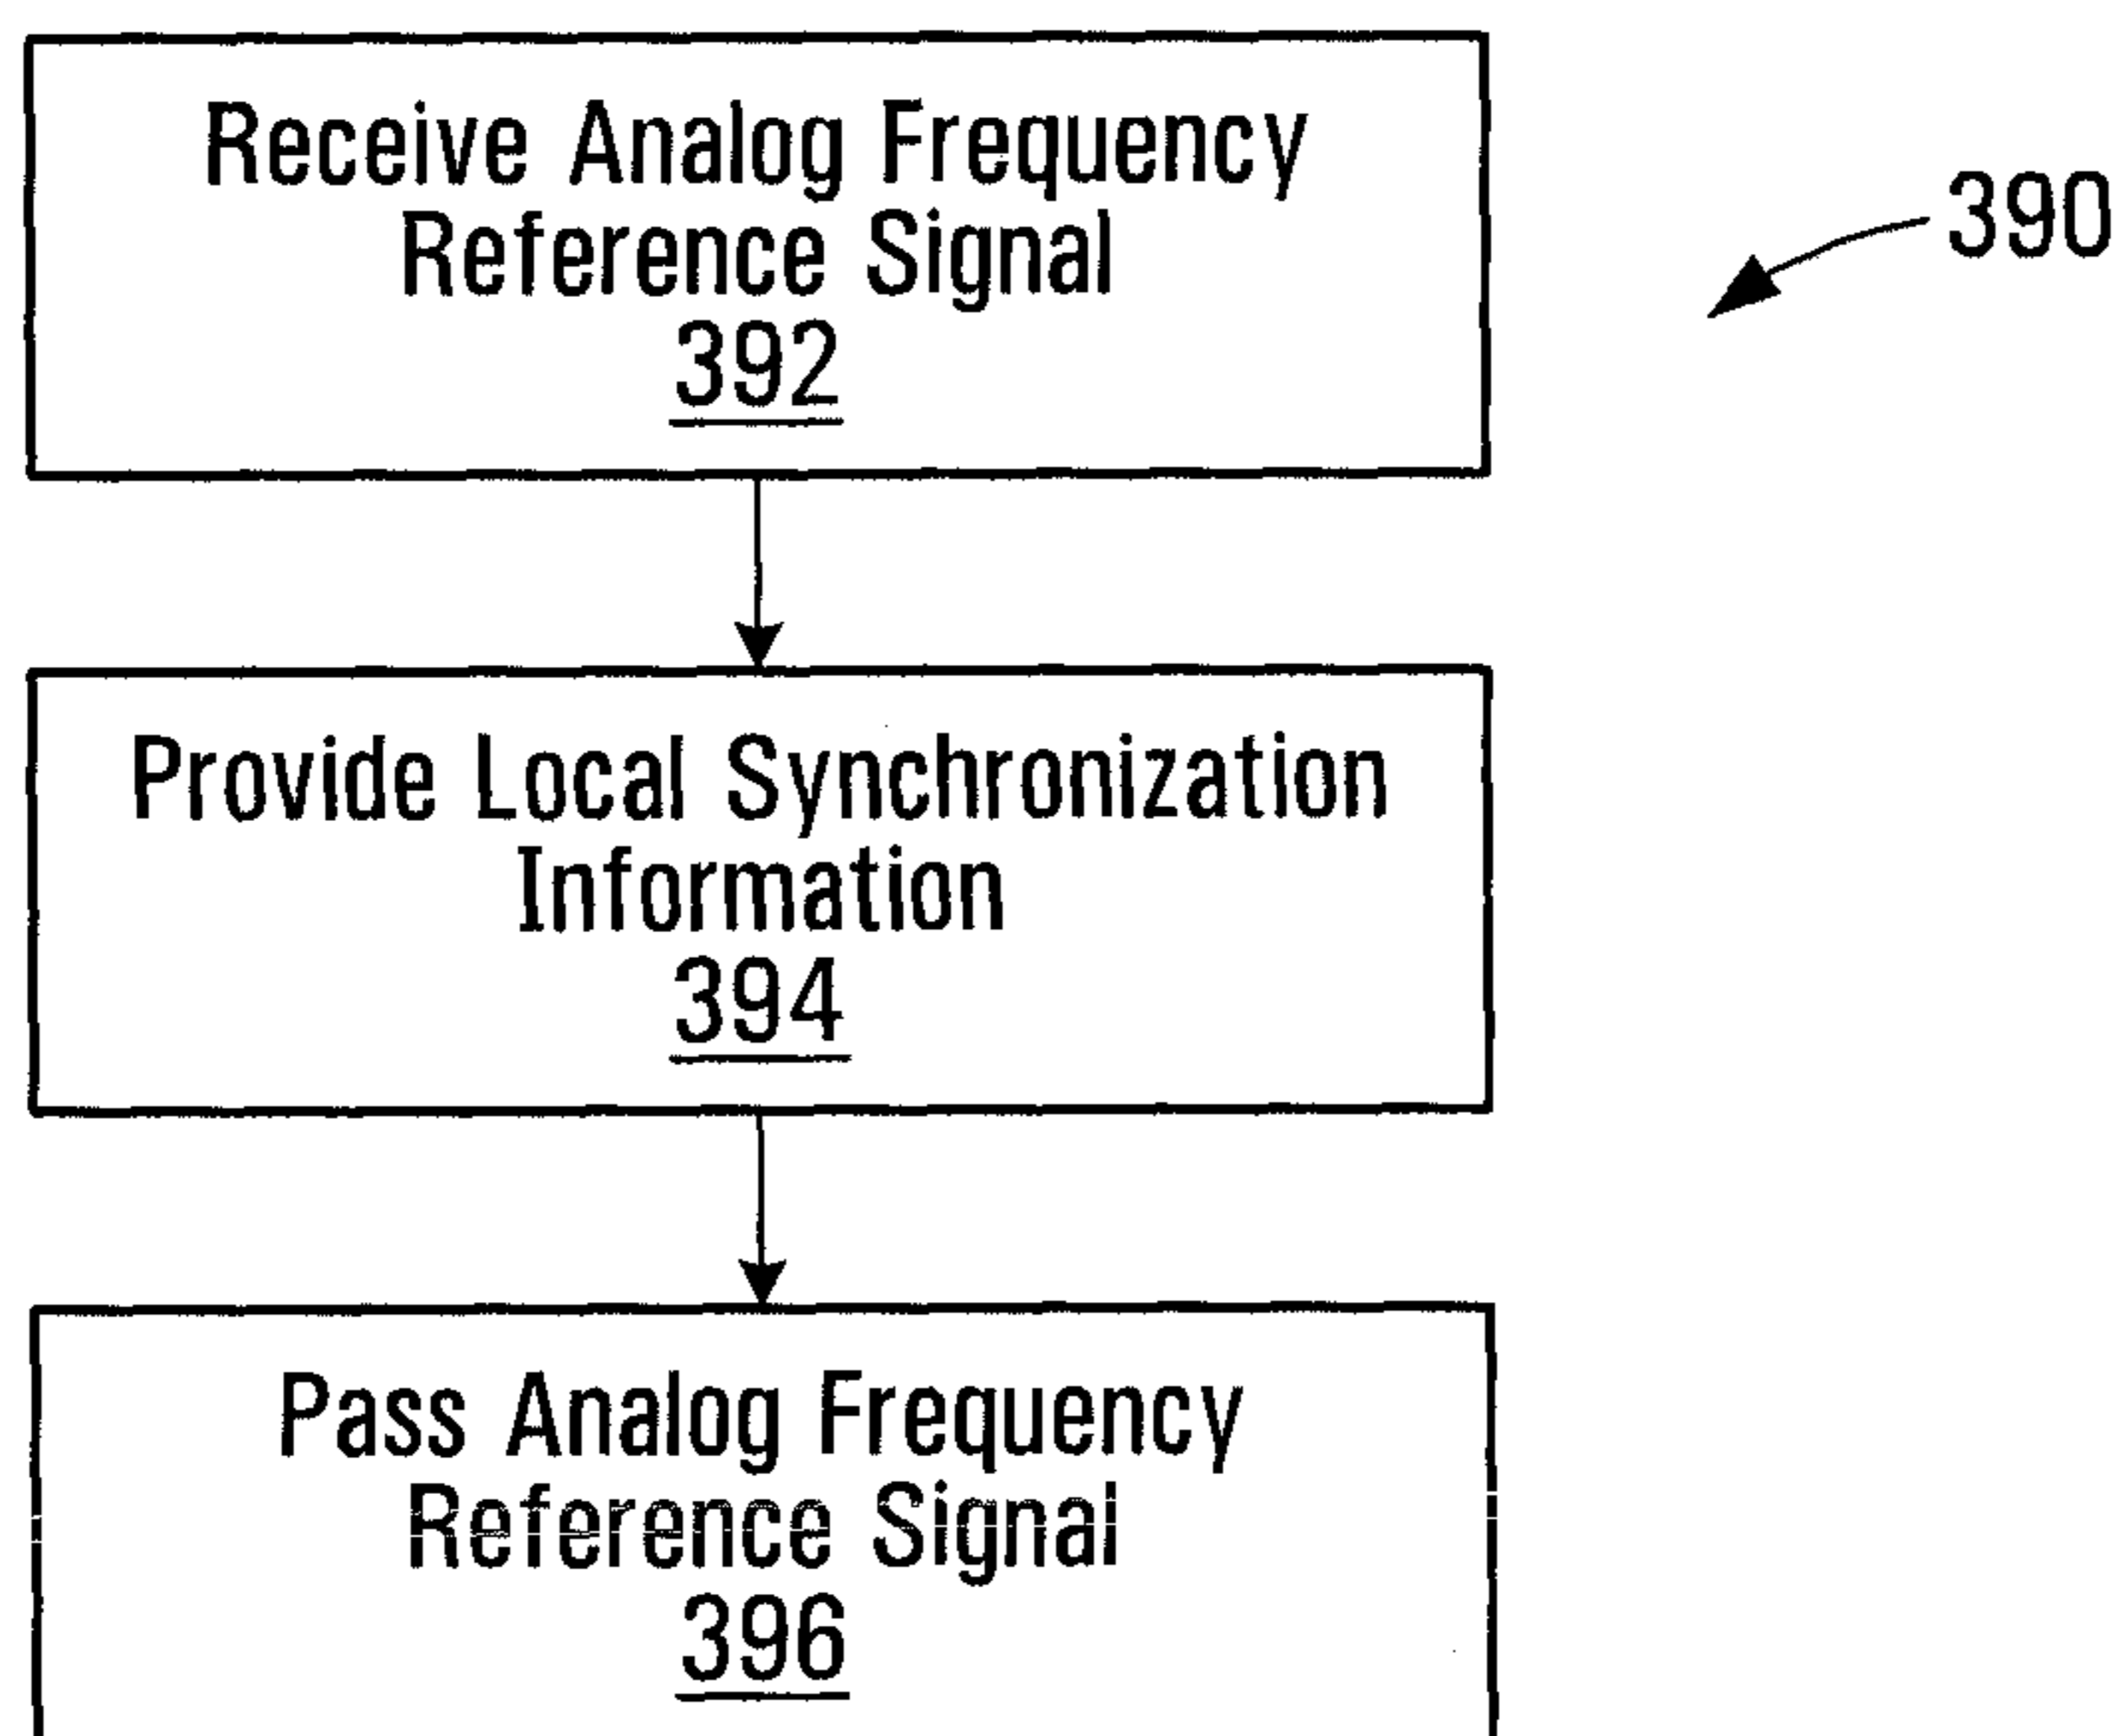 Receive Analog Frequency
Reference Signal
392
390
Provide Local Synchronization
Information
394
Pass Analog Frequency
Reference Signal
396